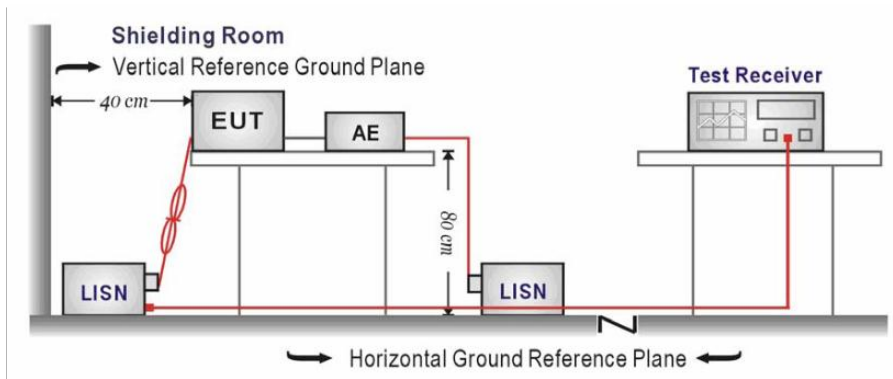 Shielding Room
Vertical Reference Ground Plane
40 cm
EUT
AE
Test Receiver
80 cm
LISN
LISN
Horizontal Ground Reference Plane